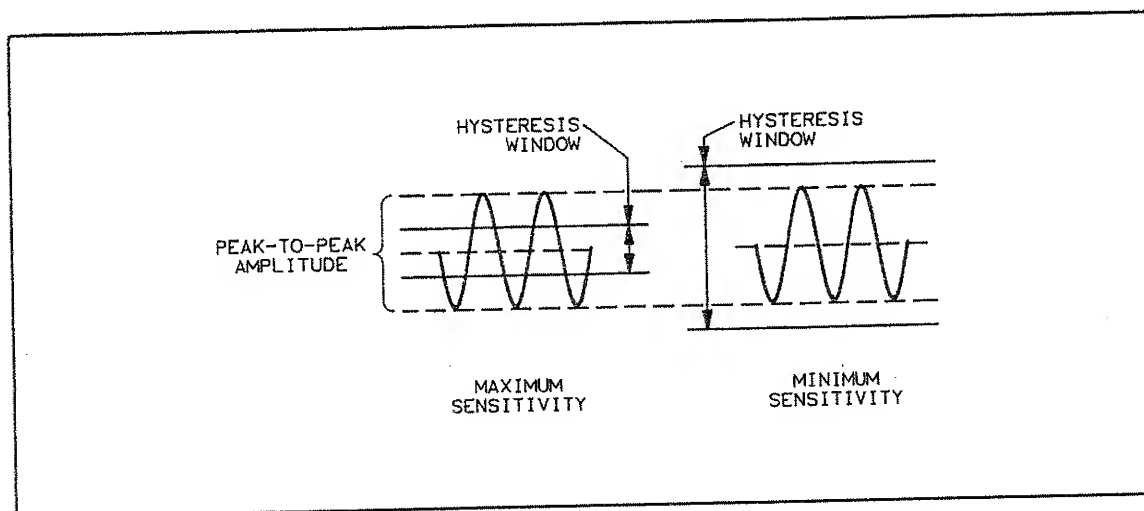 HYSTERESIS
WINDOW
HYSTERESIS
WINDOW
PEAK-TO-PEAK
AMPLITUDE
MAXIMUM
SENSITIVITY
MINIMUM
SENSITIVITY